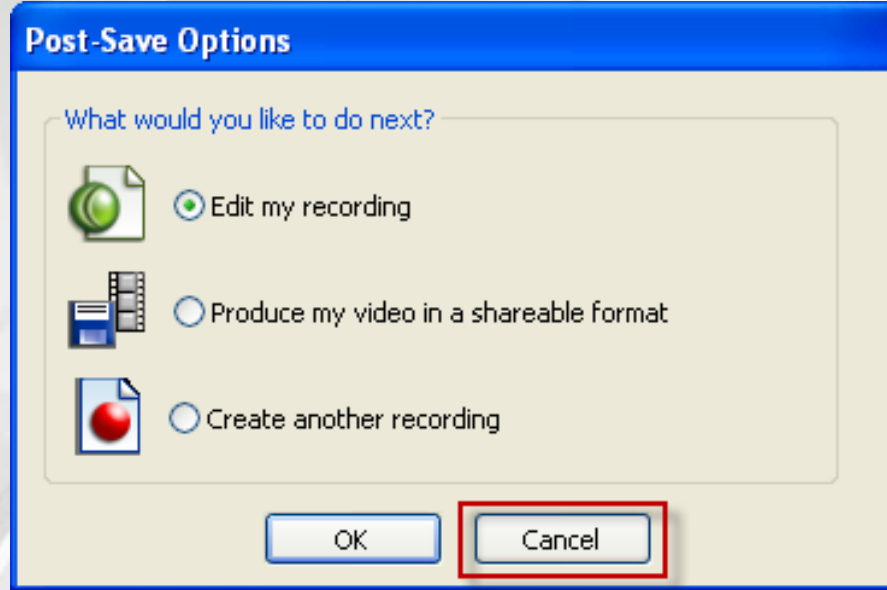 Post-Save Options
What would you like to do next?
Edit my recording
Produce my video in a shareable format
Create another recording
OK
Cancel